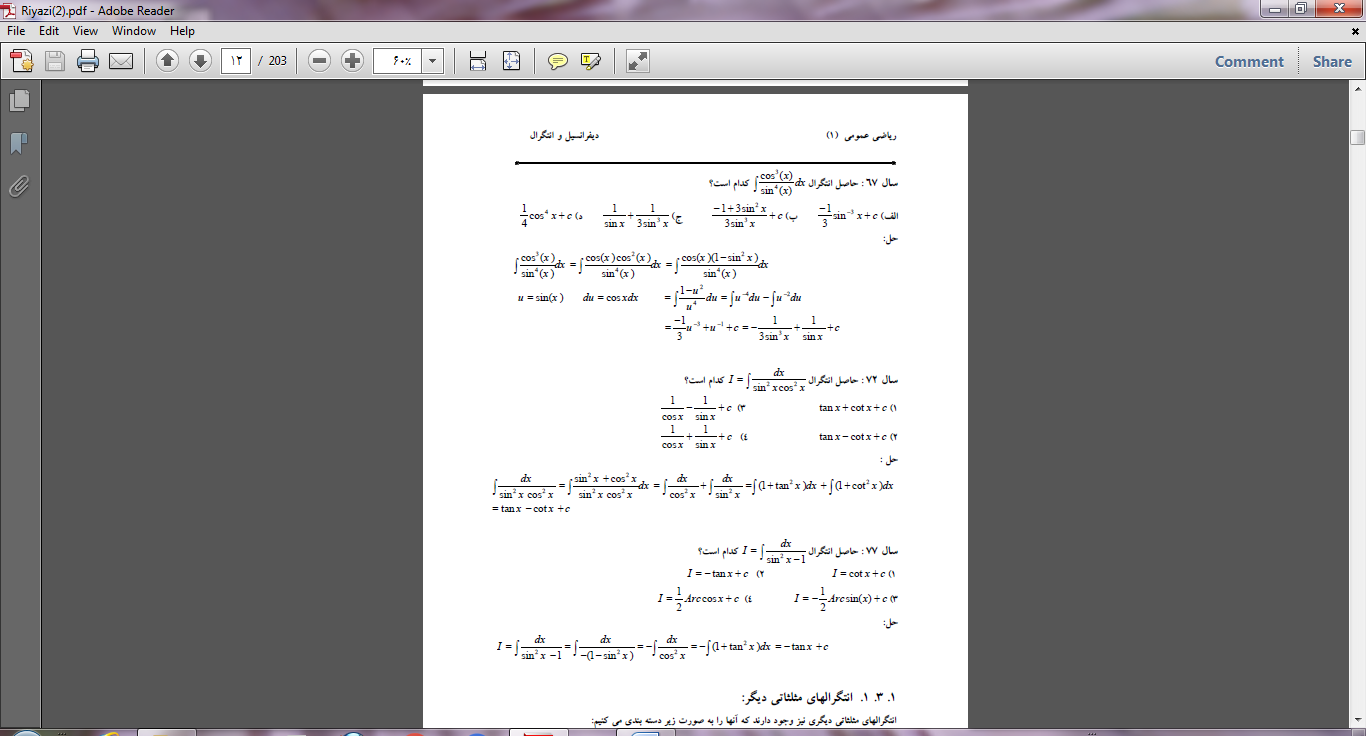 Riyazi(2).pdf - Adobe Reader
File Edit View Window Help
۱۲ / 203 ۶۰٪ Comment Share
ریاضی عمومی (۱) دیفرانسیل و انتگرال
سال ۶۷ : حاصل انتگرال ∫ cos³(x)/sin⁴(x) dx کدام است؟
الف) -1/3 sin⁻³ x + c ب) (-1+3sin² x)/(3sin³ x) + c ج) 1/sin x + 1/(3sin³ x) د) 1/4 cos⁴ x + c
حل:
∫ cos³(x)/sin⁴(x) dx = ∫ cos(x)cos²(x)/sin⁴(x) dx = ∫ cos(x)(1-sin² x)/sin⁴(x) dx
u = sin(x) du = cos xdx = ∫ (1-u²)/u⁴ du = ∫u⁻⁴du - ∫u⁻²du
= -1/3 u⁻³ + u⁻¹ + c = - 1/(3sin³ x) + 1/sin x + c
سال ۷۲ : حاصل انتگرال I = ∫ dx/(sin² x cos² x) کدام است؟
۱) tan x + cot x + c ۳) 1/cos x - 1/sin x + c
۲) tan x - cot x + c ٤) 1/cos x + 1/sin x + c
حل :
∫ dx/(sin² x cos² x) = ∫ (sin² x + cos² x)/(sin² x cos² x) dx = ∫ dx/cos² x + ∫ dx/sin² x = ∫(1+tan² x)dx + ∫(1+cot² x)dx
= tan x - cot x + c
سال ۷۷ : حاصل انتگرال I = ∫ dx/(sin² x - 1) کدام است؟
۱) I = cot x + c ۲) I = -tan x + c
۳) I = -1/2 Arc sin(x) + c ٤) I = 1/2 Arc cos x + c
حل:
I = ∫ dx/(sin² x - 1) = ∫ dx/(-(1-sin² x)) = -∫ dx/cos² x = -∫(1+tan² x)dx = -tan x + c
۱. ۳. ۱. انتگرالهای مثلثاتی دیگر:
انتگرالهای مثلثاتی دیگری نیز وجود دارند که آنها را به صورت زیر دسته بندی می کنیم: